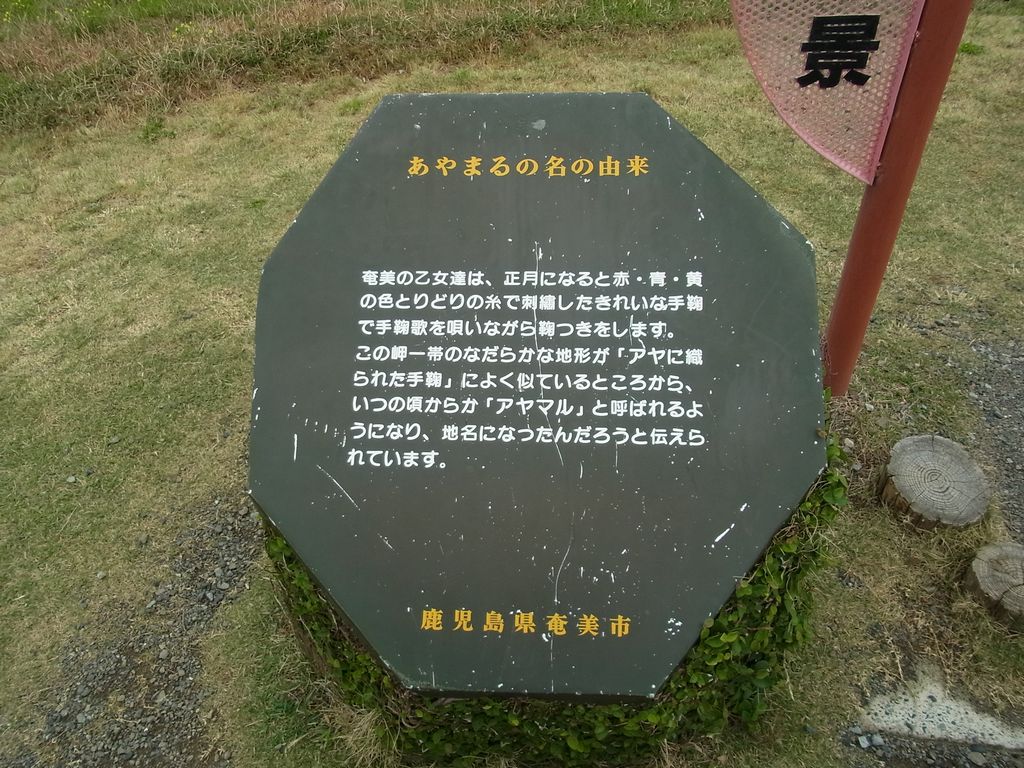 景
あやまるの名の由来
奄美の乙女達は、正月になると赤・青・黄
の色とりどりの糸で刺繍したきれいな手鞠
で手鞠歌を唄いながら鞠つきをします。
この岬一帯のなだらかな地形が「アヤに織
られた手鞠」によく似ているところから、
いつの頃からか「アヤマル」と呼ばれるよ
うになり、地名になったんだろうと伝えら
れています。
鹿児島県奄美市